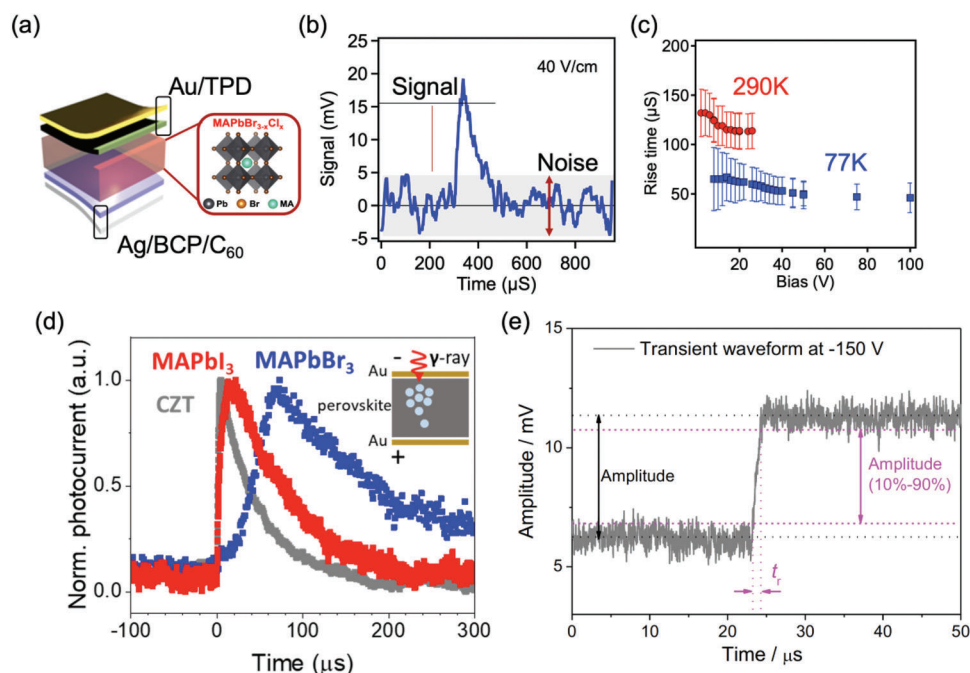 (a)
Au/TPD
MAPbBr3-xClx
Pb Br MA
Ag/BCP/C60
(b)
40 V/cm
Signal
Noise
Signal (mV)
25
20
15
10
5
0
-5
0 200 400 600 800
Time (μS)
(c)
290K
77K
Rise time (μS)
200
150
100
50
20 40 60 80 100
Bias (V)
(d)
MAPbI3
MAPbBr3
CZT
- γ-ray
Au
perovskite
Au
+
Norm. photocurrent (a.u.)
1.0
0.5
0.0
-100 0 100 200 300
Time (μs)
(e)
Transient waveform at -150 V
Amplitude
Amplitude
(10%-90%)
tr
Amplitude / mV
15
10
5
0 10 20 30 40 50
Time / μs